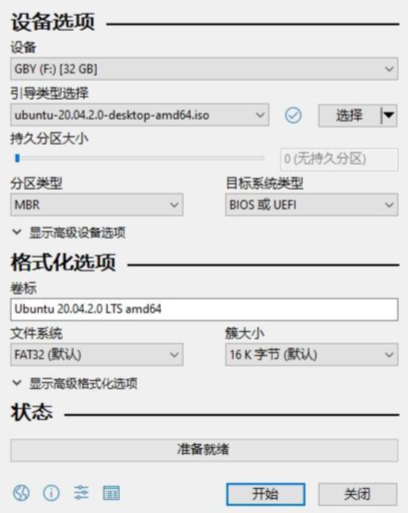 设备选项
设备
GBY (F:) [32 GB]
引导类型选择
ubuntu-20.04.2.0-desktop-amd64.iso
选择
持久分区大小
0 (无持久分区)
分区类型
目标系统类型
MBR
BIOS 或 UEFI
显示高级设备选项
格式化选项
卷标
Ubuntu 20.04.2.0 LTS amd64
文件系统
簇大小
FAT32 (默认)
16 K 字节 (默认)
显示高级格式化选项
状态
准备就绪
开始
关闭